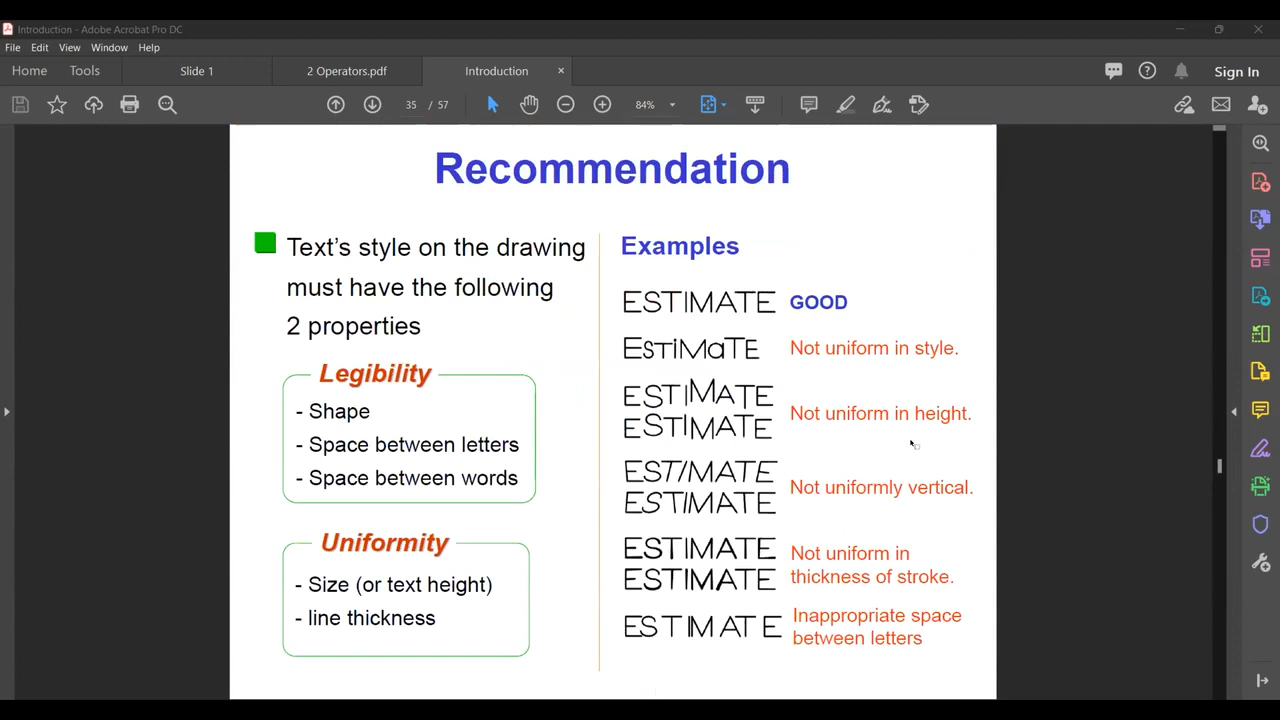 Introduction - Adobe Acrobat Pro DC
File Edit View Window Help
Home Tools Slide 1 2 Operators.pdf Introduction × Sign In
35 / 57 84%
Recommendation
Text's style on the drawing
must have the following
2 properties
Legibility
- Shape
- Space between letters
- Space between words
Uniformity
- Size (or text height)
- line thickness
Examples
ESTIMATE GOOD
ESTiMaTE Not uniform in style.
ESTIMATE
ESTIMATE
Not uniform in height.
ESTIMATE
ESTIMATE
Not uniformly vertical.
ESTIMATE
ESTIMATE
Not uniform in
thickness of stroke.
ESTIMATE
Inappropriate space
between letters